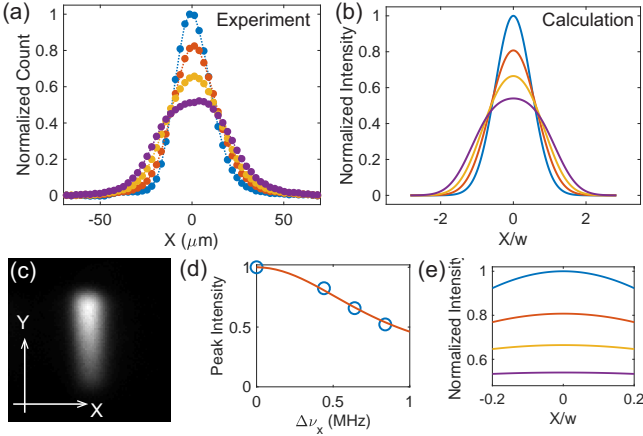 (a)
Experiment
Normalized Count
1
0.8
0.6
0.4
0.2
0
-50
0
50
X (μm)
(b)
Calculation
Normalized Intensity
1
0.8
0.6
0.4
0.2
0
-2
0
2
X/w
(c)
Y
X
(d)
Peak Intensity
1
0.5
0
0
0.5
1
Δνx (MHz)
(e)
Normalized Intensity
1
0.8
0.6
-0.2
0
0.2
X/w